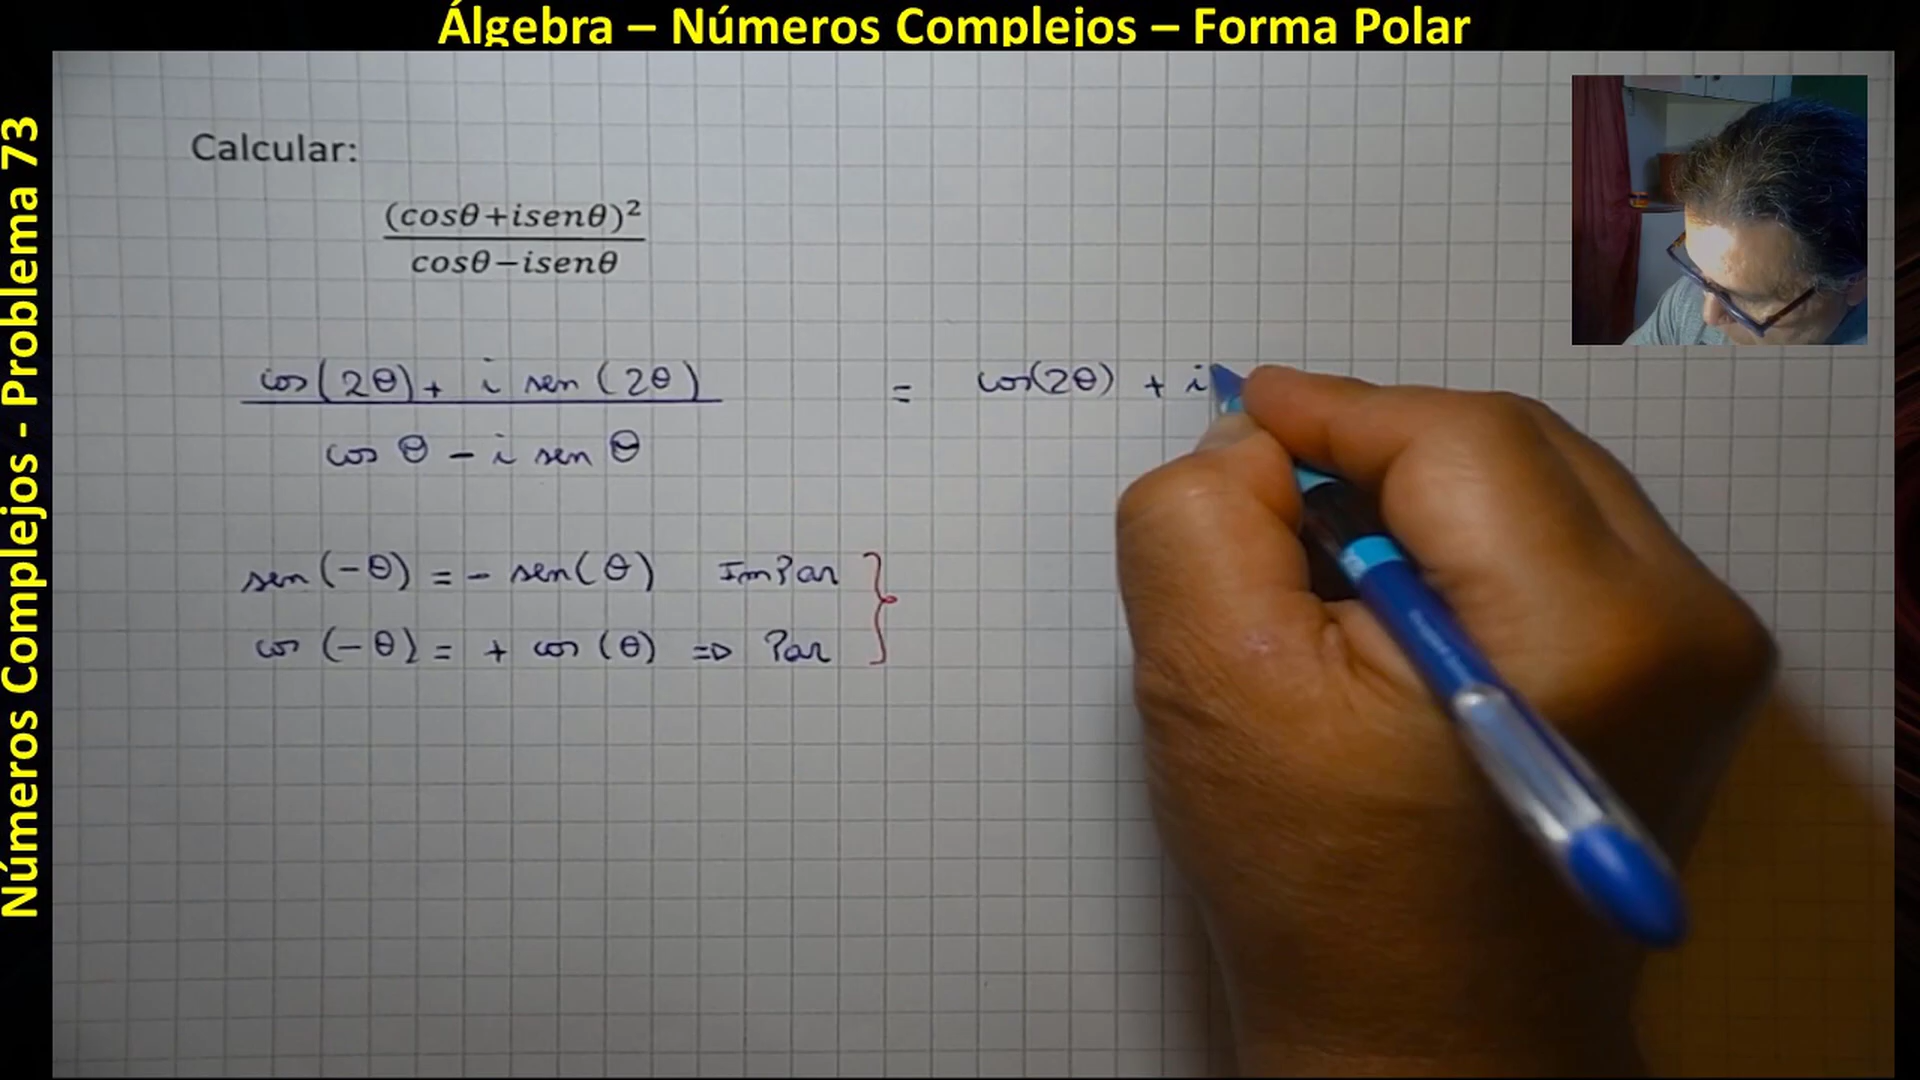 Álgebra – Números Complejos – Forma Polar
Números Complejos - Problema 73
Calcular:
(cosθ+isenθ)²
cosθ−isenθ
cos(2θ)+ i sen (2θ) = cos(2θ) + i
cos θ − i sen θ
sen (−θ) = − sen(θ) ImPar
cos (−θ) = + cos (θ) => Par